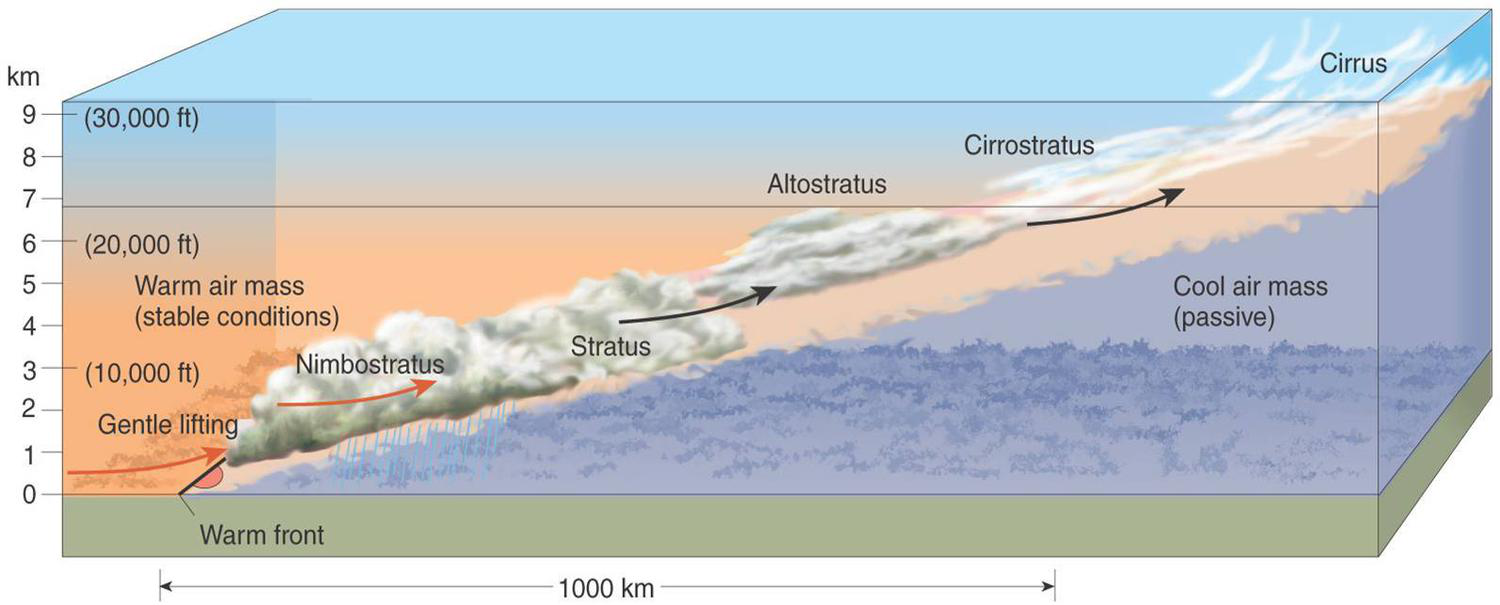 km
9
(30,000 ft)
8
7
6
(20,000 ft)
5
4
3
(10,000 ft)
2
1
0
Cirrus
Cirrostratus
Altostratus
Warm air mass
(stable conditions)
Cool air mass
(passive)
Stratus
Nimbostratus
Gentle lifting
Warm front
1000 km